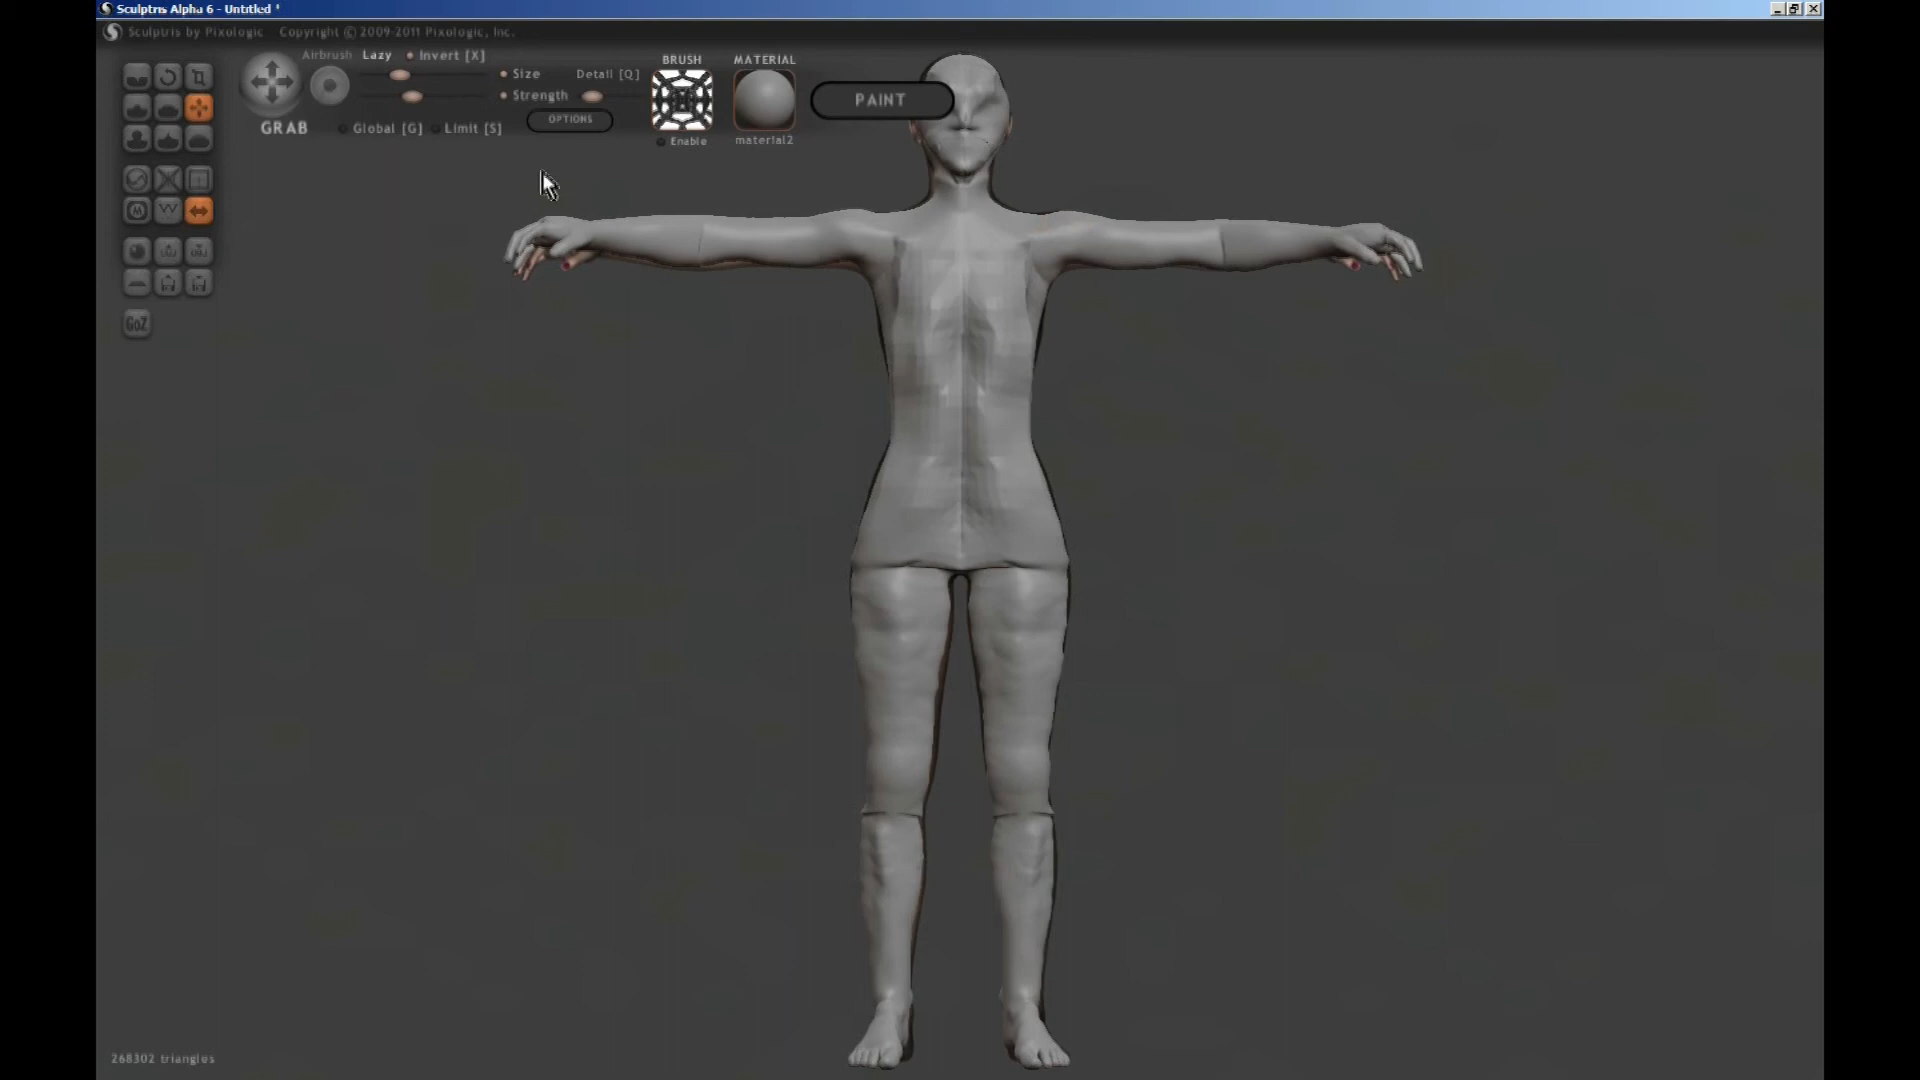 Sculptris Alpha 6 - Untitled *
Sculptris by Pixologic Copyright © 2009-2011 Pixologic, Inc.
Airbrush Lazy Invert [X]
Size Detail [Q]
Strength
OPTIONS
GRAB Global [G] Limit [S]
BRUSH MATERIAL
Enable material2
PAINT
GoZ
268302 triangles